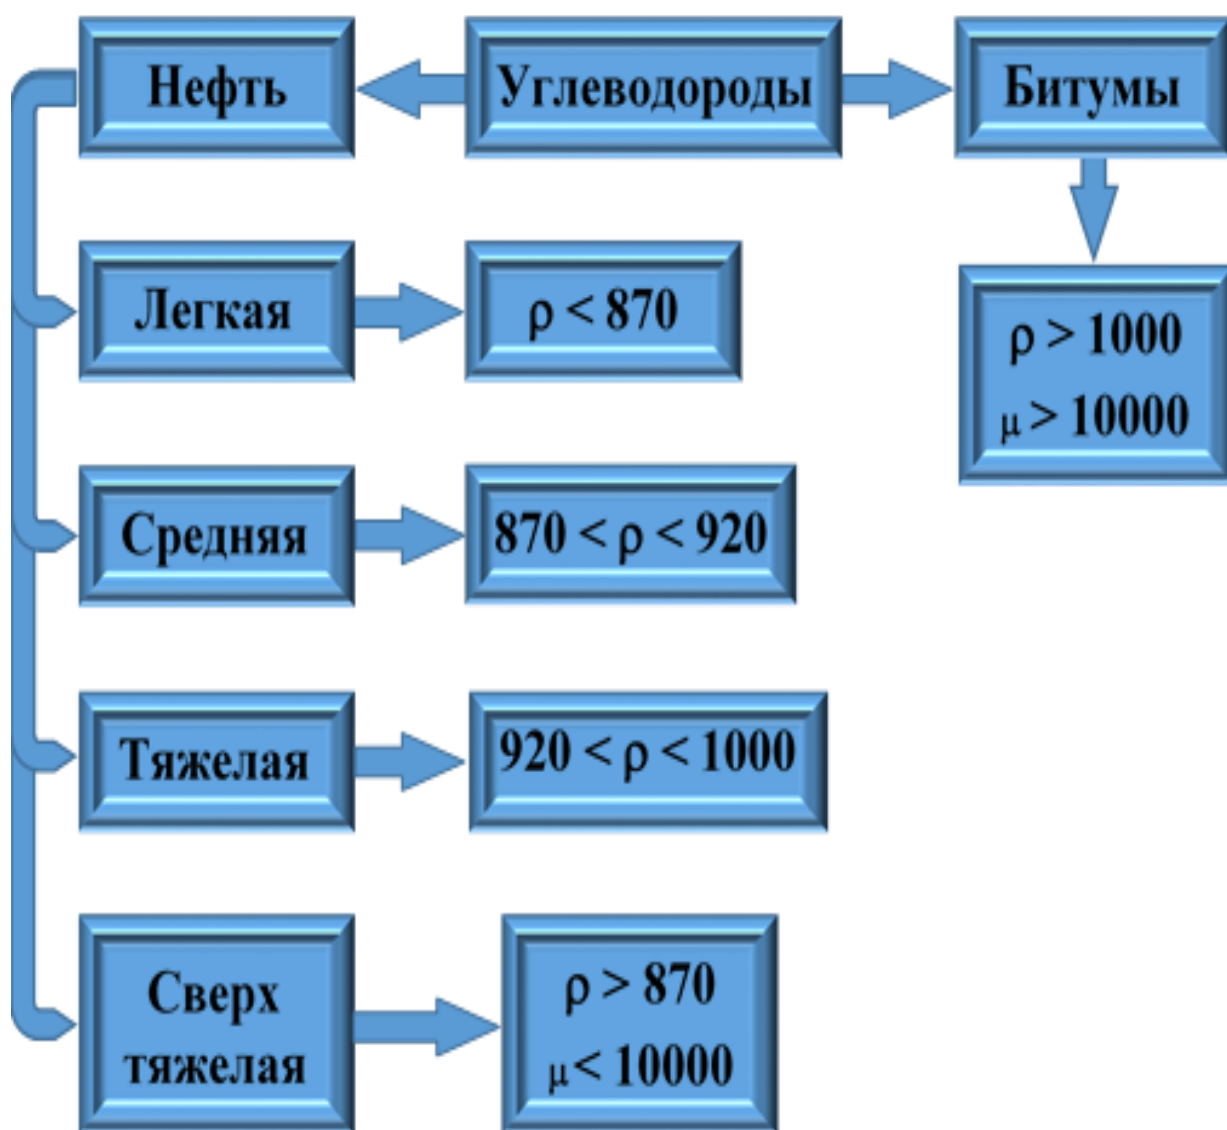 Нефть
Углеводороды
Битумы
Легкая
ρ < 870
ρ > 1000
μ > 10000
Средняя
870 < ρ < 920
Тяжелая
920 < ρ < 1000
Сверх
тяжелая
ρ > 870
μ < 10000